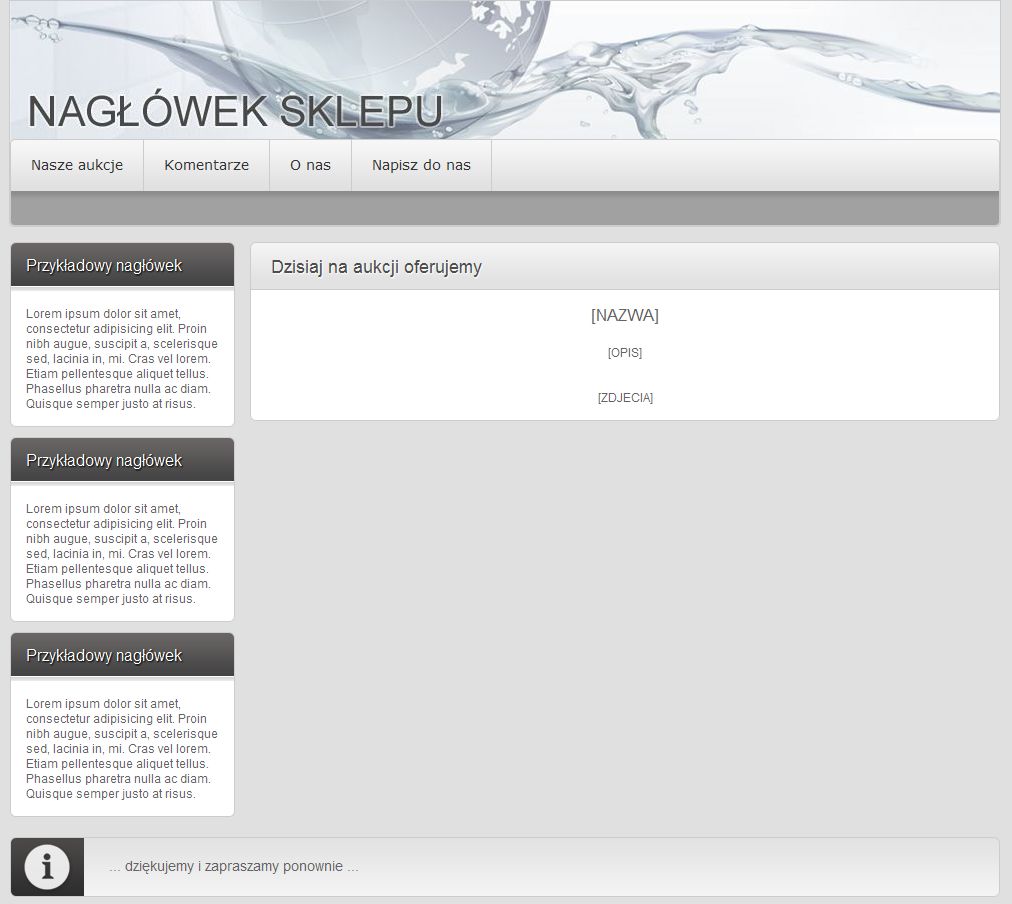 NAGŁÓWEK SKLEPU
Nasze aukcje
Komentarze
O nas
Napisz do nas
Przykładowy nagłówek
Lorem ipsum dolor sit amet,
consectetur adipisicing elit. Proin
nibh augue, suscipit a, scelerisque
sed, lacinia in, mi. Cras vel lorem.
Etiam pellentesque aliquet tellus.
Phasellus pharetra nulla ac diam.
Quisque semper justo at risus.
Przykładowy nagłówek
Lorem ipsum dolor sit amet,
consectetur adipisicing elit. Proin
nibh augue, suscipit a, scelerisque
sed, lacinia in, mi. Cras vel lorem.
Etiam pellentesque aliquet tellus.
Phasellus pharetra nulla ac diam.
Quisque semper justo at risus.
Przykładowy nagłówek
Lorem ipsum dolor sit amet,
consectetur adipisicing elit. Proin
nibh augue, suscipit a, scelerisque
sed, lacinia in, mi. Cras vel lorem.
Etiam pellentesque aliquet tellus.
Phasellus pharetra nulla ac diam.
Quisque semper justo at risus.
Dzisiaj na aukcji oferujemy
[NAZWA]
[OPIS]
[ZDJECIA]
... dziękujemy i zapraszamy ponownie ...